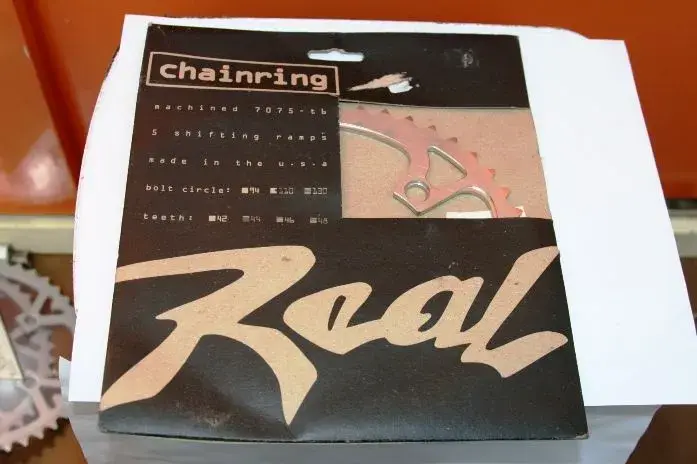 chainring
machined 7075-t6
5 shifting ramps
made in the u.s.a
bolt circle: 94 110 130
teeth: 42 44 46 48
Real